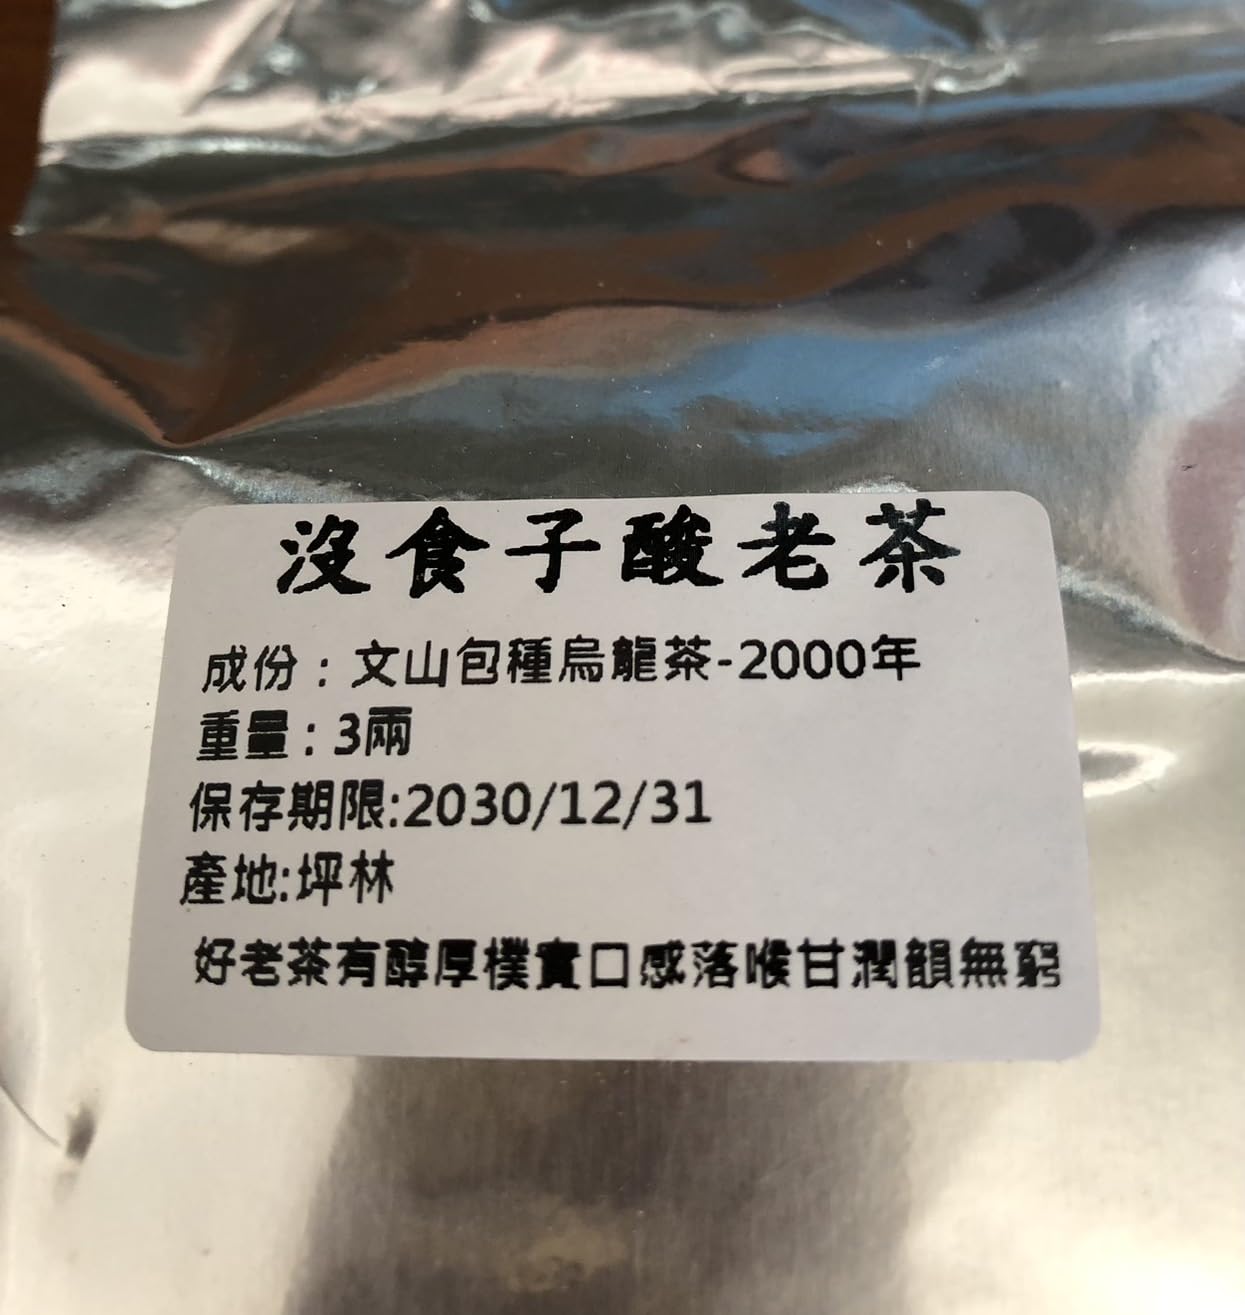 沒食子酸老茶
成份：文山包種烏龍茶-2000年
重量：3兩
保存期限:2030/12/31
產地:坪林
好老茶有醇厚樸實口感落喉甘潤韻無窮